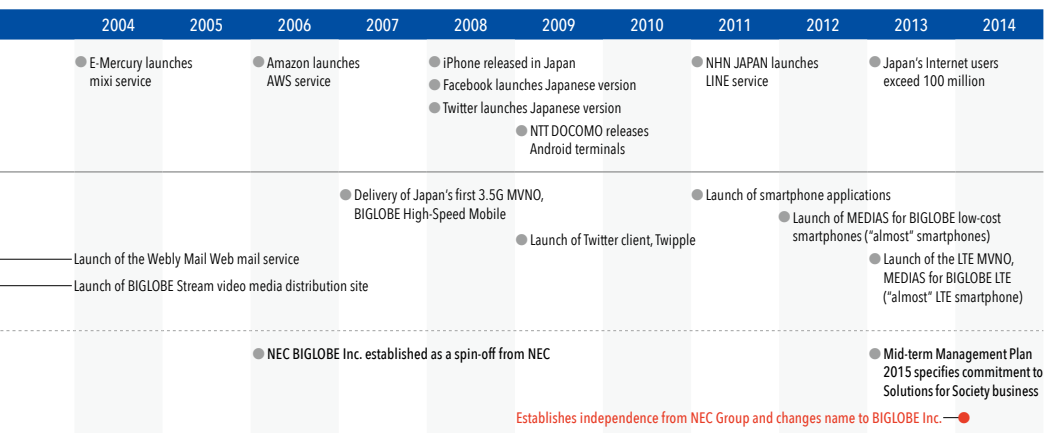 2004 2005 2006 2007 2008 2009 2010 2011 2012 2013 2014
E-Mercury launches
mixi service
Amazon launches
AWS service
iPhone released in Japan
Facebook launches Japanese version
Twitter launches Japanese version
NTT DOCOMO releases
Android terminals
NHN JAPAN launches
LINE service
Japan's Internet users
exceed 100 million
Delivery of Japan's first 3.5G MVNO,
BIGLOBE High-Speed Mobile
Launch of Twitter client, Twipple
Launch of smartphone applications
Launch of MEDIAS for BIGLOBE low-cost
smartphones ("almost" smartphones)
Launch of the Webly Mail Web mail service
Launch of BIGLOBE Stream video media distribution site
Launch of the LTE MVNO,
MEDIAS for BIGLOBE LTE
("almost" LTE smartphone)
NEC BIGLOBE Inc. established as a spin-off from NEC
Mid-term Management Plan
2015 specifies commitment to
Solutions for Society business
Establishes independence from NEC Group and changes name to BIGLOBE Inc.